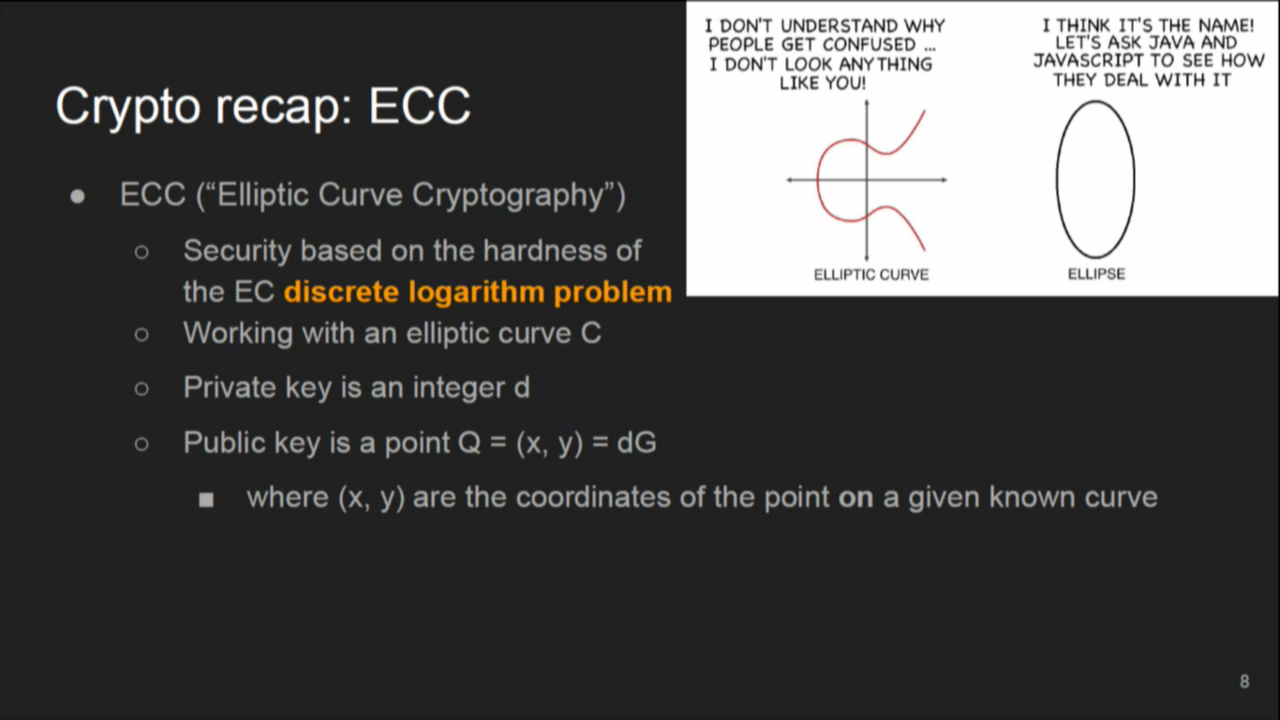 Crypto recap: ECC
● ECC (“Elliptic Curve Cryptography”)
○ Security based on the hardness of
the EC discrete logarithm problem
○ Working with an elliptic curve C
○ Private key is an integer d
○ Public key is a point Q = (x, y) = dG
■ where (x, y) are the coordinates of the point on a given known curve
I DON'T UNDERSTAND WHY
PEOPLE GET CONFUSED ...
I DON'T LOOK ANYTHING
LIKE YOU!
ELLIPTIC CURVE
I THINK IT'S THE NAME!
LET'S ASK JAVA AND
JAVASCRIPT TO SEE HOW
THEY DEAL WITH IT
ELLIPSE
8